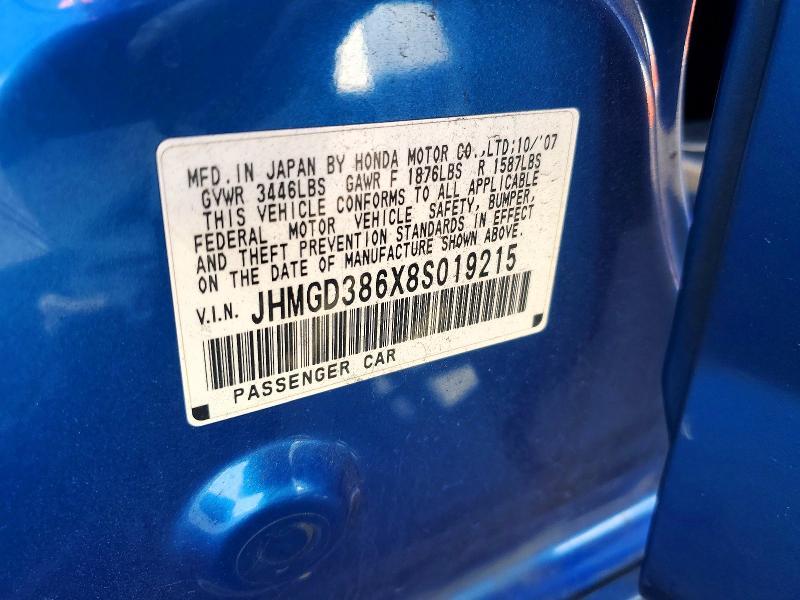 MFD. IN JAPAN BY HONDA MOTOR CO.,LTD;10/'07
GVWR 3446LBS GAWR F 1876LBS R 1587LBS
THIS VEHICLE CONFORMS TO ALL APPLICABLE
FEDERAL MOTOR VEHICLE SAFETY, BUMPER,
AND THEFT PREVENTION STANDARDS IN EFFECT
ON THE DATE OF MANUFACTURE SHOWN ABOVE.
V.I.N. JHMGD386X8S019215
PASSENGER CAR